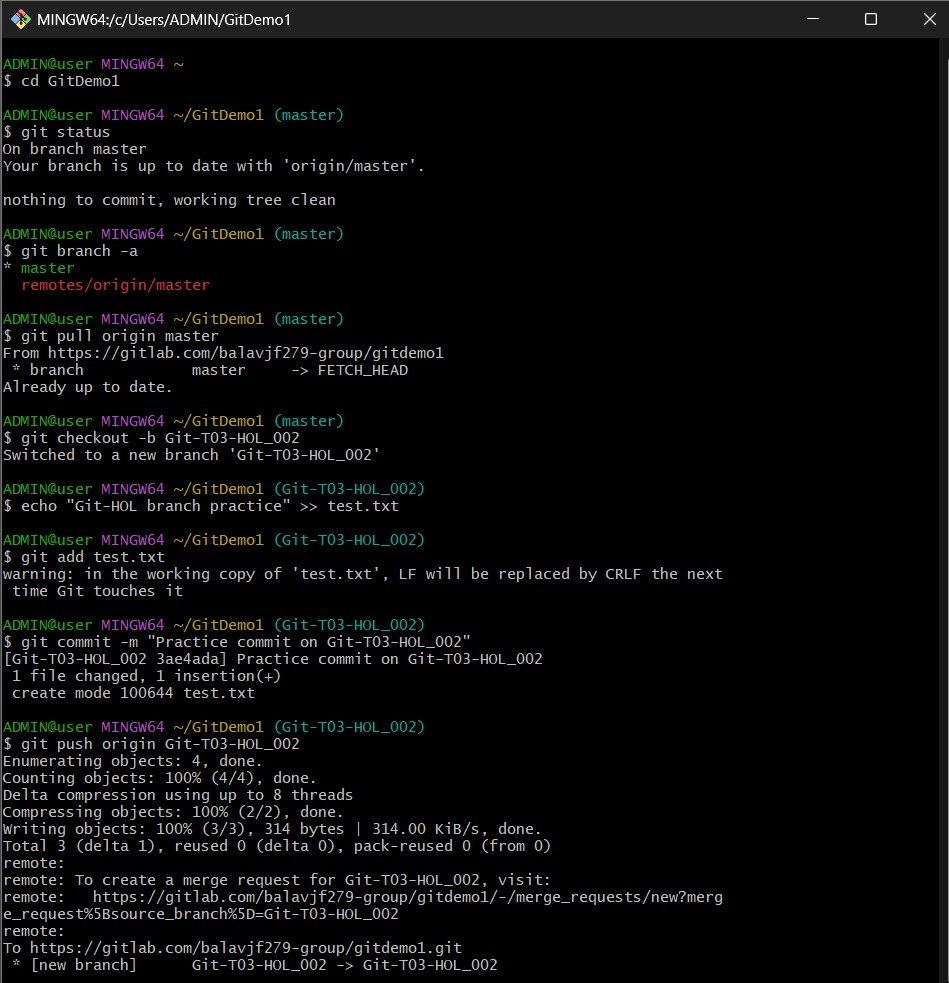 MINGW64:/c/Users/ADMIN/GitDemo1
ADMIN@user MINGW64 ~
$ cd GitDemo1
ADMIN@user MINGW64 ~/GitDemo1 (master)
$ git status
On branch master
Your branch is up to date with 'origin/master'.
nothing to commit, working tree clean
ADMIN@user MINGW64 ~/GitDemo1 (master)
$ git branch -a
* master
  remotes/origin/master
ADMIN@user MINGW64 ~/GitDemo1 (master)
$ git pull origin master
From https://gitlab.com/balavjf279-group/gitdemo1
 * branch            master     -> FETCH_HEAD
Already up to date.
ADMIN@user MINGW64 ~/GitDemo1 (master)
$ git checkout -b Git-T03-HOL_002
Switched to a new branch 'Git-T03-HOL_002'
ADMIN@user MINGW64 ~/GitDemo1 (Git-T03-HOL_002)
$ echo "Git-HOL branch practice" >> test.txt
ADMIN@user MINGW64 ~/GitDemo1 (Git-T03-HOL_002)
$ git add test.txt
warning: in the working copy of 'test.txt', LF will be replaced by CRLF the next
 time Git touches it
ADMIN@user MINGW64 ~/GitDemo1 (Git-T03-HOL_002)
$ git commit -m "Practice commit on Git-T03-HOL_002"
[Git-T03-HOL_002 3ae4ada] Practice commit on Git-T03-HOL_002
 1 file changed, 1 insertion(+)
 create mode 100644 test.txt
ADMIN@user MINGW64 ~/GitDemo1 (Git-T03-HOL_002)
$ git push origin Git-T03-HOL_002
Enumerating objects: 4, done.
Counting objects: 100% (4/4), done.
Delta compression using up to 8 threads
Compressing objects: 100% (2/2), done.
Writing objects: 100% (3/3), 314 bytes | 314.00 KiB/s, done.
Total 3 (delta 1), reused 0 (delta 0), pack-reused 0 (from 0)
remote:
remote: To create a merge request for Git-T03-HOL_002, visit:
remote:   https://gitlab.com/balavjf279-group/gitdemo1/-/merge_requests/new?merg
e_request%5Bsource_branch%5D=Git-T03-HOL_002
remote:
To https://gitlab.com/balavjf279-group/gitdemo1.git
 * [new branch]      Git-T03-HOL_002 -> Git-T03-HOL_002